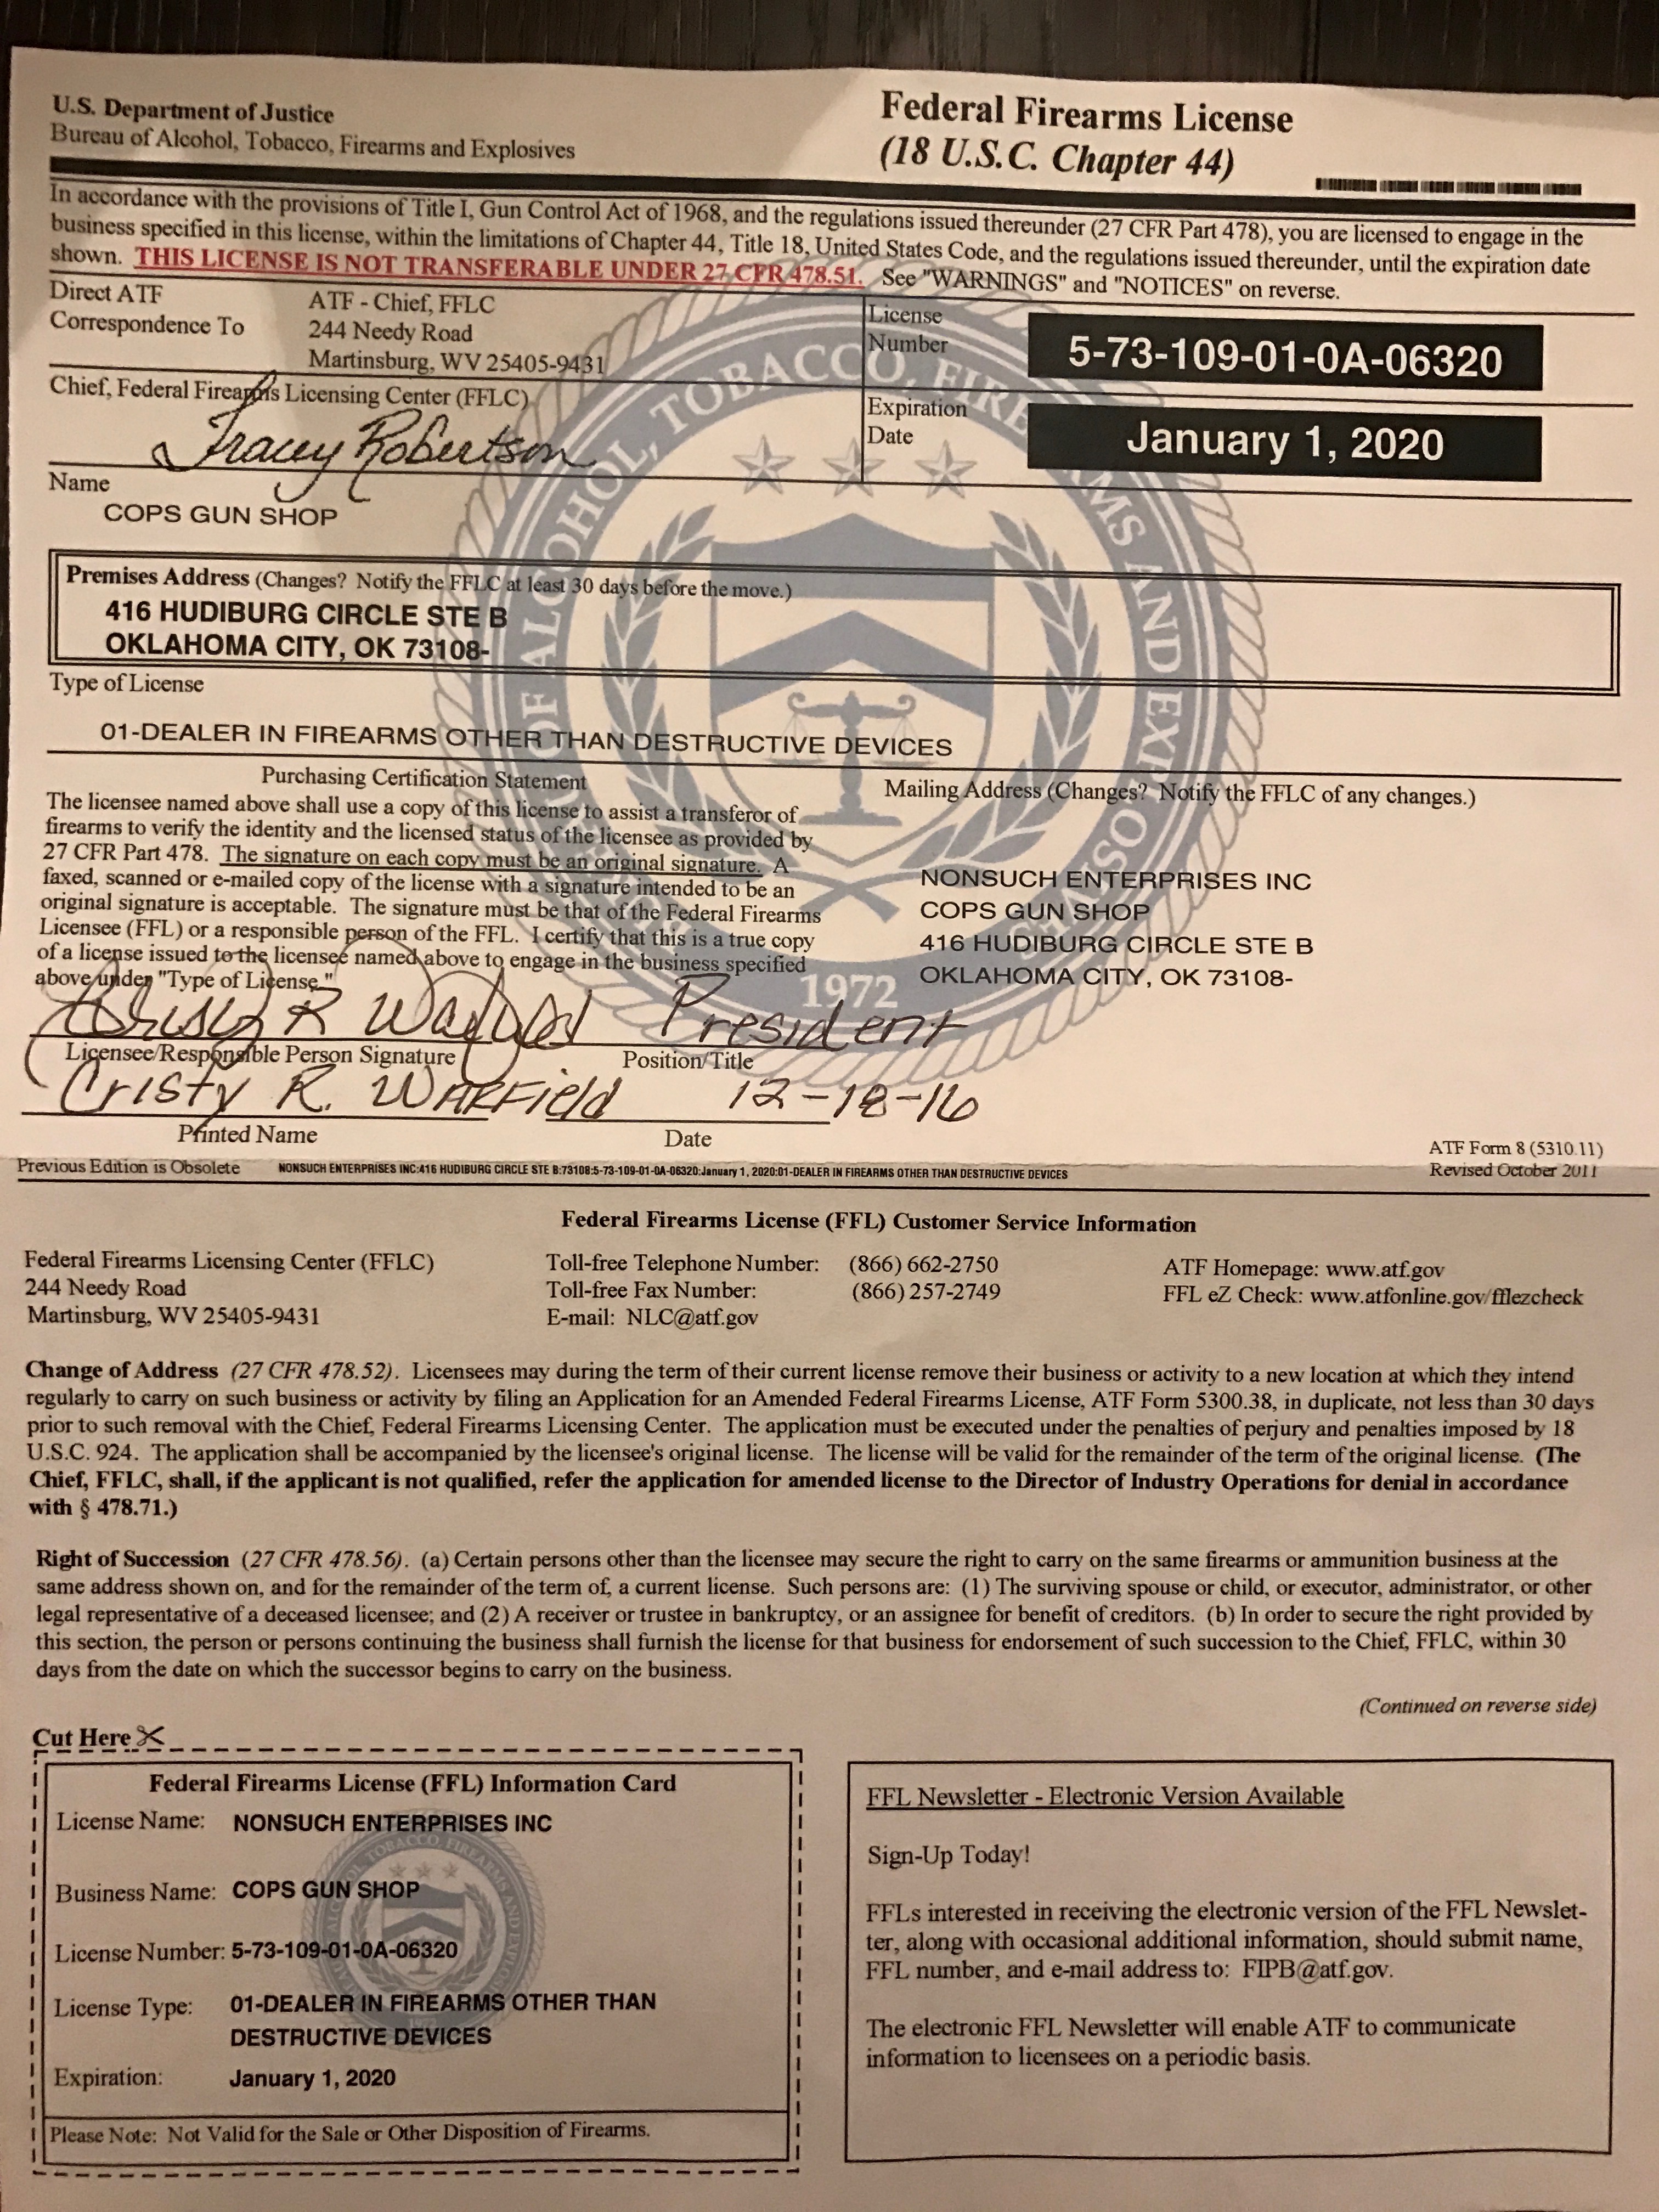 U.S. Department of Justice
Bureau of Alcohol, Tobacco, Firearms and Explosives
Federal Firearms License
(18 U.S.C. Chapter 44)
In accordance with the provisions of Title I, Gun Control Act of 1968, and the regulations issued thereunder (27 CFR Part 478), you are licensed to engage in the
business specified in this license, within the limitations of Chapter 44, Title 18, United States Code, and the regulations issued thereunder, until the expiration date
shown. THIS LICENSE IS NOT TRANSFERABLE UNDER 27 CFR 478.51. See "WARNINGS" and "NOTICES" on reverse.
Direct ATF
Correspondence To
ATF - Chief, FFLC
244 Needy Road
Martinsburg, WV 25405-9431
License
Number
5-73-109-01-0A-06320
Chief, Federal Firearms Licensing Center (FFLC)
Tracey Robertson
Expiration
Date
January 1, 2020
Name
COPS GUN SHOP
Premises Address (Changes? Notify the FFLC at least 30 days before the move.)
416 HUDIBURG CIRCLE STE B
OKLAHOMA CITY, OK 73108-
Type of License
01-DEALER IN FIREARMS OTHER THAN DESTRUCTIVE DEVICES
Purchasing Certification Statement
The licensee named above shall use a copy of this license to assist a transferor of
firearms to verify the identity and the licensed status of the licensee as provided by
27 CFR Part 478. The signature on each copy must be an original signature. A
faxed, scanned or e-mailed copy of the license with a signature intended to be an
original signature is acceptable. The signature must be that of the Federal Firearms
Licensee (FFL) or a responsible person of the FFL. I certify that this is a true copy
of a license issued to the licensee named above to engage in the business specified
above under "Type of License."
Mailing Address (Changes? Notify the FFLC of any changes.)
NONSUCH ENTERPRISES INC
COPS GUN SHOP
416 HUDIBURG CIRCLE STE B
OKLAHOMA CITY, OK 73108-
1972
Cristy R Warfield President
Licensee/Responsible Person Signature
Position/Title
Cristy R. WARField 12-18-16
Printed Name
Date
ATF Form 8 (5310.11)
Revised October 2011
Previous Edition is Obsolete
NONSUCH ENTERPRISES INC:416 HUDIBURG CIRCLE STE B:73108:5-73-109-01-0A-06320:January 1, 2020:01-DEALER IN FIREARMS OTHER THAN DESTRUCTIVE DEVICES
Federal Firearms License (FFL) Customer Service Information
Federal Firearms Licensing Center (FFLC)
244 Needy Road
Martinsburg, WV 25405-9431
Toll-free Telephone Number: (866) 662-2750
Toll-free Fax Number: (866) 257-2749
E-mail: NLC@atf.gov
ATF Homepage: www.atf.gov
FFL eZ Check: www.atfonline.gov/fflezcheck
Change of Address (27 CFR 478.52). Licensees may during the term of their current license remove their business or activity to a new location at which they intend
regularly to carry on such business or activity by filing an Application for an Amended Federal Firearms License, ATF Form 5300.38, in duplicate, not less than 30 days
prior to such removal with the Chief, Federal Firearms Licensing Center. The application must be executed under the penalties of perjury and penalties imposed by 18
U.S.C. 924. The application shall be accompanied by the licensee's original license. The license will be valid for the remainder of the term of the original license. (The
Chief, FFLC, shall, if the applicant is not qualified, refer the application for amended license to the Director of Industry Operations for denial in accordance
with § 478.71.)
Right of Succession (27 CFR 478.56). (a) Certain persons other than the licensee may secure the right to carry on the same firearms or ammunition business at the
same address shown on, and for the remainder of the term of, a current license. Such persons are: (1) The surviving spouse or child, or executor, administrator, or other
legal representative of a deceased licensee; and (2) A receiver or trustee in bankruptcy, or an assignee for benefit of creditors. (b) In order to secure the right provided by
this section, the person or persons continuing the business shall furnish the license for that business for endorsement of such succession to the Chief, FFLC, within 30
days from the date on which the successor begins to carry on the business.
(Continued on reverse side)
Cut Here
Federal Firearms License (FFL) Information Card
License Name: NONSUCH ENTERPRISES INC
Business Name: COPS GUN SHOP
License Number: 5-73-109-01-0A-06320
License Type: 01-DEALER IN FIREARMS OTHER THAN
DESTRUCTIVE DEVICES
Expiration: January 1, 2020
Please Note: Not Valid for the Sale or Other Disposition of Firearms.
FFL Newsletter - Electronic Version Available
Sign-Up Today!
FFLs interested in receiving the electronic version of the FFL Newslet-
ter, along with occasional additional information, should submit name,
FFL number, and e-mail address to: FIPB@atf.gov.
The electronic FFL Newsletter will enable ATF to communicate
information to licensees on a periodic basis.